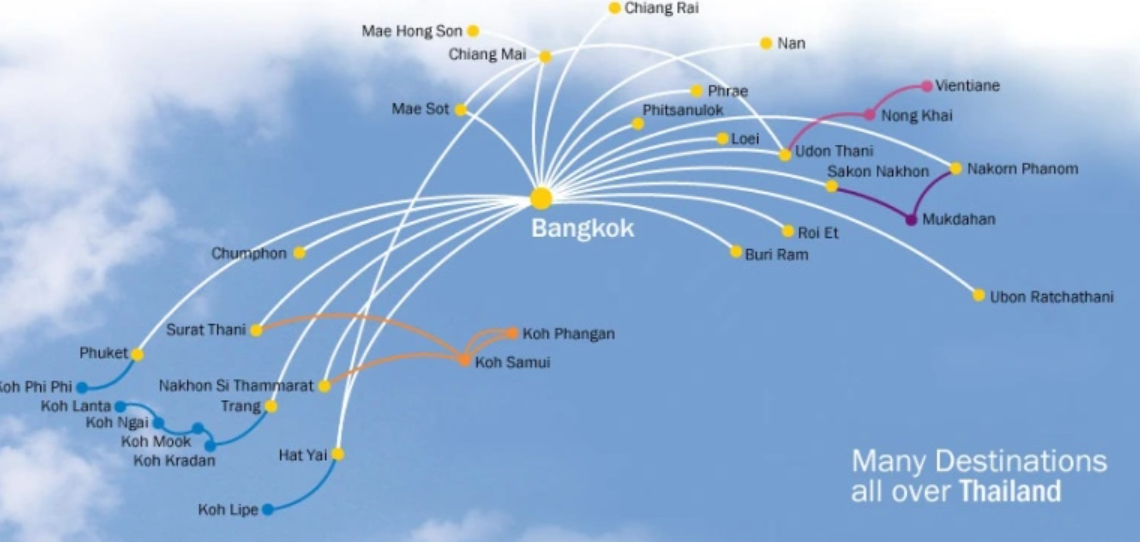 Chiang Rai
Mae Hong Son
Nan
Chiang Mai
Vientiane
Phrae
Mae Sot
Phitsanulok
Nong Khai
Loei
Udon Thani
Sakon Nakhon
Nakorn Phanom
Mukdahan
Bangkok
Roi Et
Chumphon
Buri Ram
Ubon Ratchathani
Surat Thani
Koh Phangan
Phuket
Koh Samui
Koh Phi Phi
Nakhon Si Thammarat
Koh Lanta
Trang
Koh Ngai
Koh Mook
Koh Kradan
Hat Yai
Many Destinations
all over Thailand
Koh Lipe